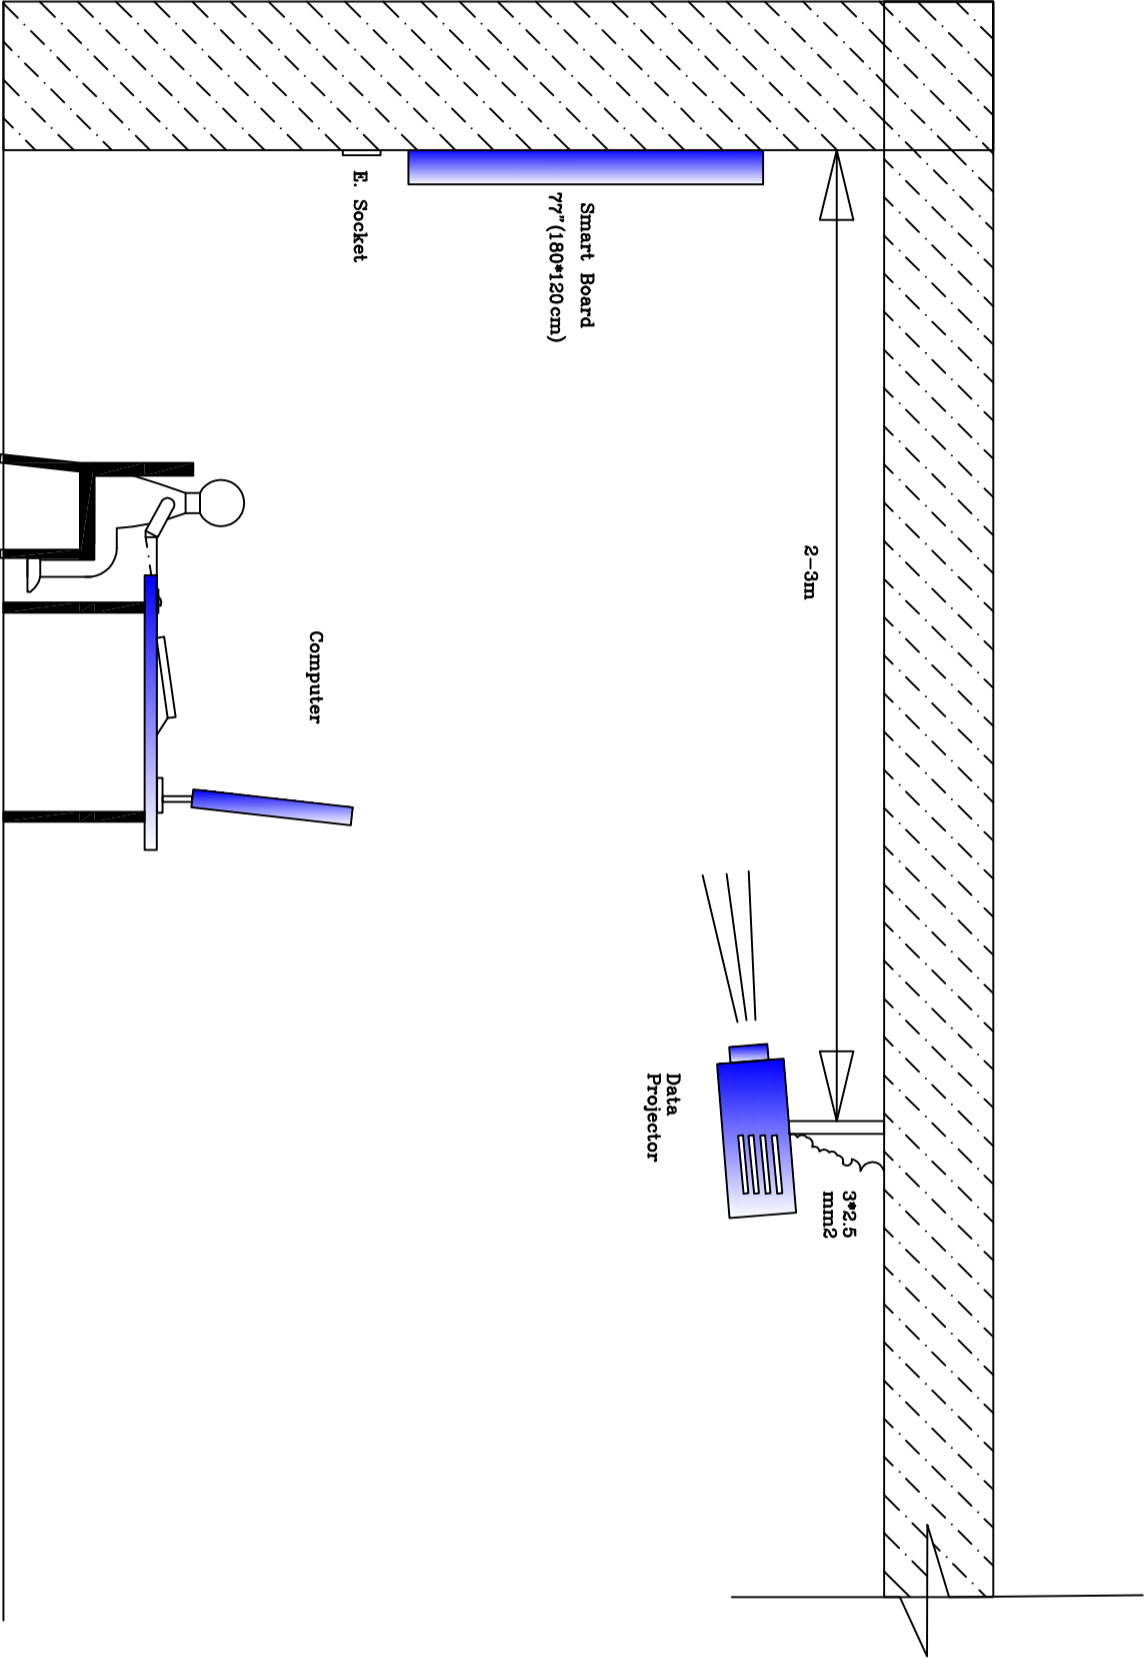 E. Socket
Smart Board
77"(180*120cm)
2-3m
Computer
Data
Projector
3*2.5
mm2